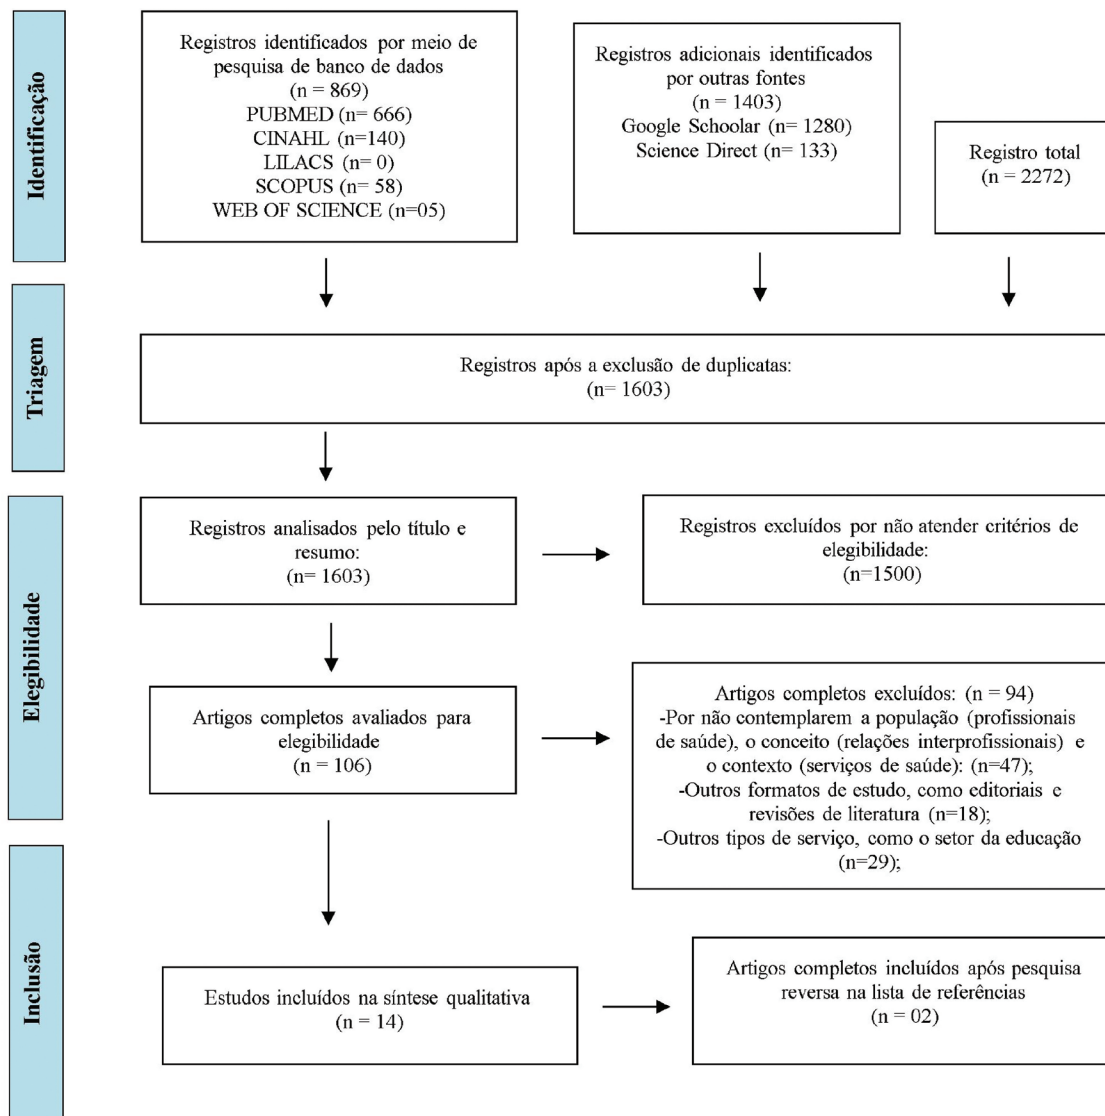 Identificação
Registros identificados por meio de
pesquisa de banco de dados
(n = 869)
PUBMED (n= 666)
CINAHL (n=140)
LILACS (n= 0)
SCOPUS (n= 58)
WEB OF SCIENCE (n=05)
Registros adicionais identificados
por outras fontes
(n = 1403)
Google Schoolar (n= 1280)
Science Direct (n= 133)
Registro total
(n = 2272)
Triagem
Registros após a exclusão de duplicatas:
(n= 1603)
Elegibilidade
Registros analisados pelo título e
resumo:
(n= 1603)
Registros excluídos por não atender critérios de
elegibilidade:
(n=1500)
Artigos completos avaliados para
elegibilidade
(n = 106)
Artigos completos excluídos: (n = 94)
-Por não contemplarem a população (profissionais
de saúde), o conceito (relações interprofissionais) e
o contexto (serviços de saúde): (n=47);
-Outros formatos de estudo, como editoriais e
revisões de literatura (n=18);
-Outros tipos de serviço, como o setor da educação
(n=29);
Inclusão
Estudos incluídos na síntese qualitativa
(n = 14)
Artigos completos incluídos após pesquisa
reversa na lista de referências
(n = 02)